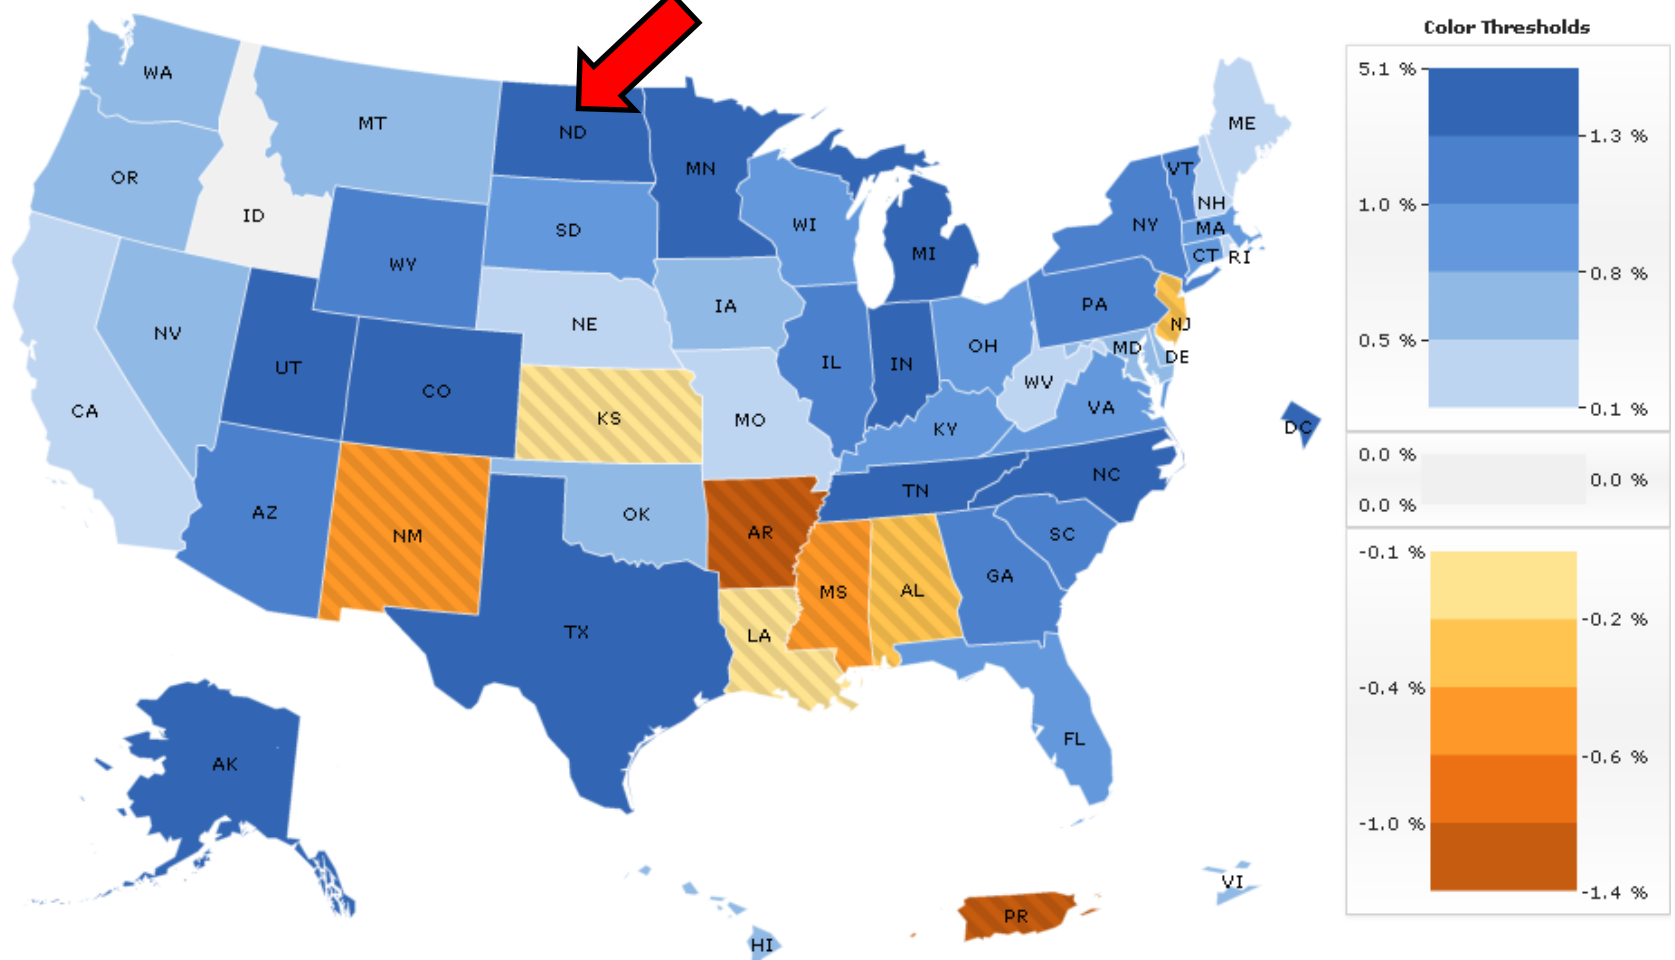 WA
MT
ND
MN
OR
ID
SD
WI
MI
WY
ME
VT
NH
NY
MA
CT
RI
IA
PA
NE
NV
NJ
OH
MD
DE
UT
IL
IN
CO
WV
CA
KS
MO
VA
DC
KY
NC
TN
AZ
OK
NM
AR
SC
MS
AL
GA
TX
LA
FL
AK
VI
PR
HI
Color Thresholds
5.1 %
1.3 %
1.0 %
0.8 %
0.5 %
0.1 %
0.0 %
0.0 %
0.0 %
-0.1 %
-0.2 %
-0.4 %
-0.6 %
-1.0 %
-1.4 %